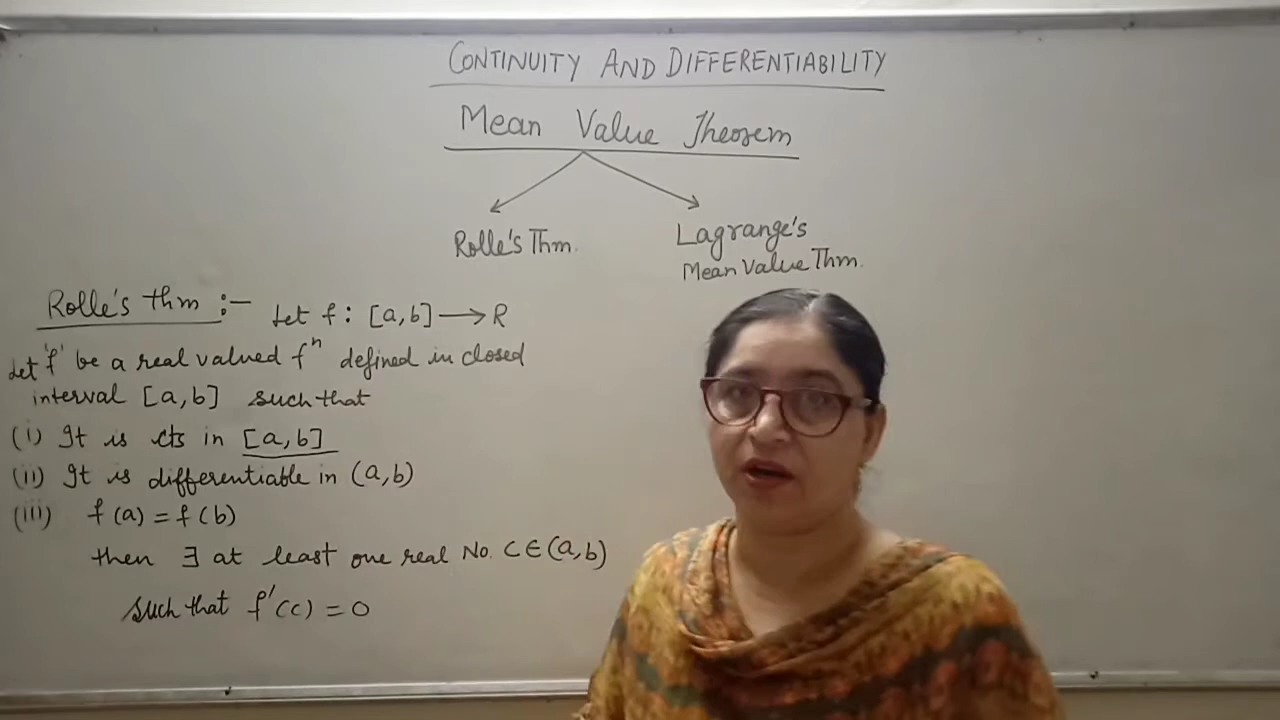 CONTINUITY AND DIFFERENTIABILITY
Mean Value Theorem
Rolle's Thm.
Lagrange's
Mean Value Thm.
Rolle's thm :- Let f : [a,b] → R
Let 'f' be a real valued fⁿ defined in closed
interval [a,b] such that
(i) It is cts in [a,b]
(ii) It is differentiable in (a,b)
(iii) f(a) = f(b)
then ∃ at least one real No. C∈(a,b)
such that f'(c) = 0